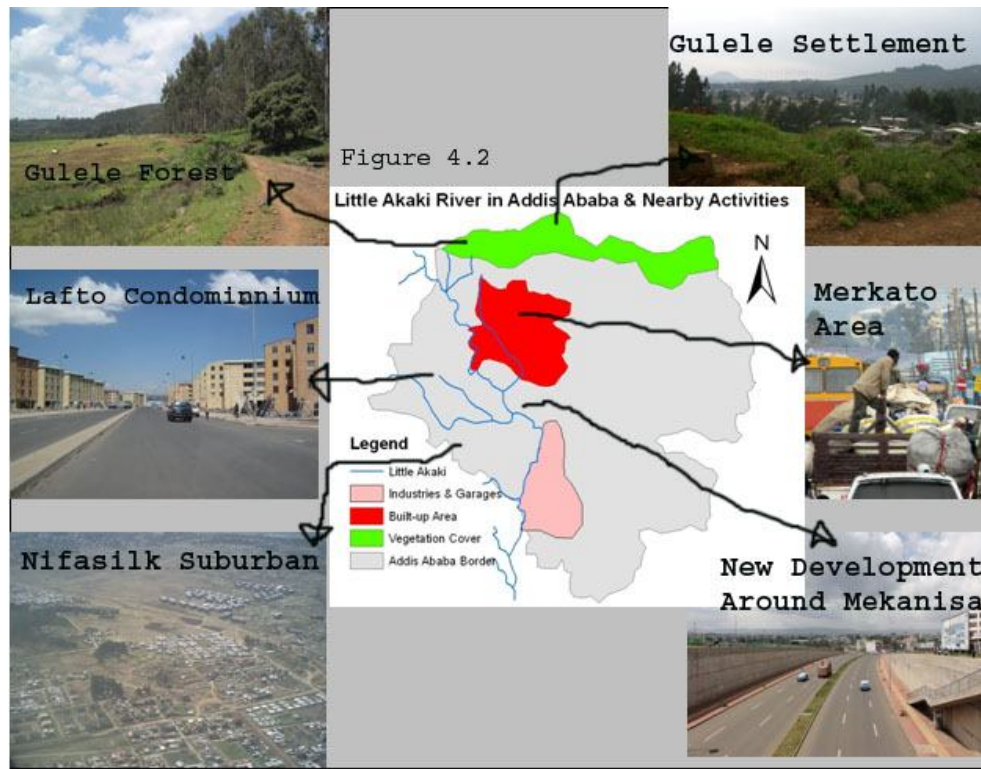 Gulele Settlement
Gulele Forest
Figure 4.2
Little Akaki River in Addis Ababa & Nearby Activities
N
Lafto Condominnium
Merkato
Area
Legend
Little Akaki
Industries & Garages
Built-up Area
Vegetation Cover
Addis Ababa Border
Nifasilk Suburban
New Development
Around Mekanisa